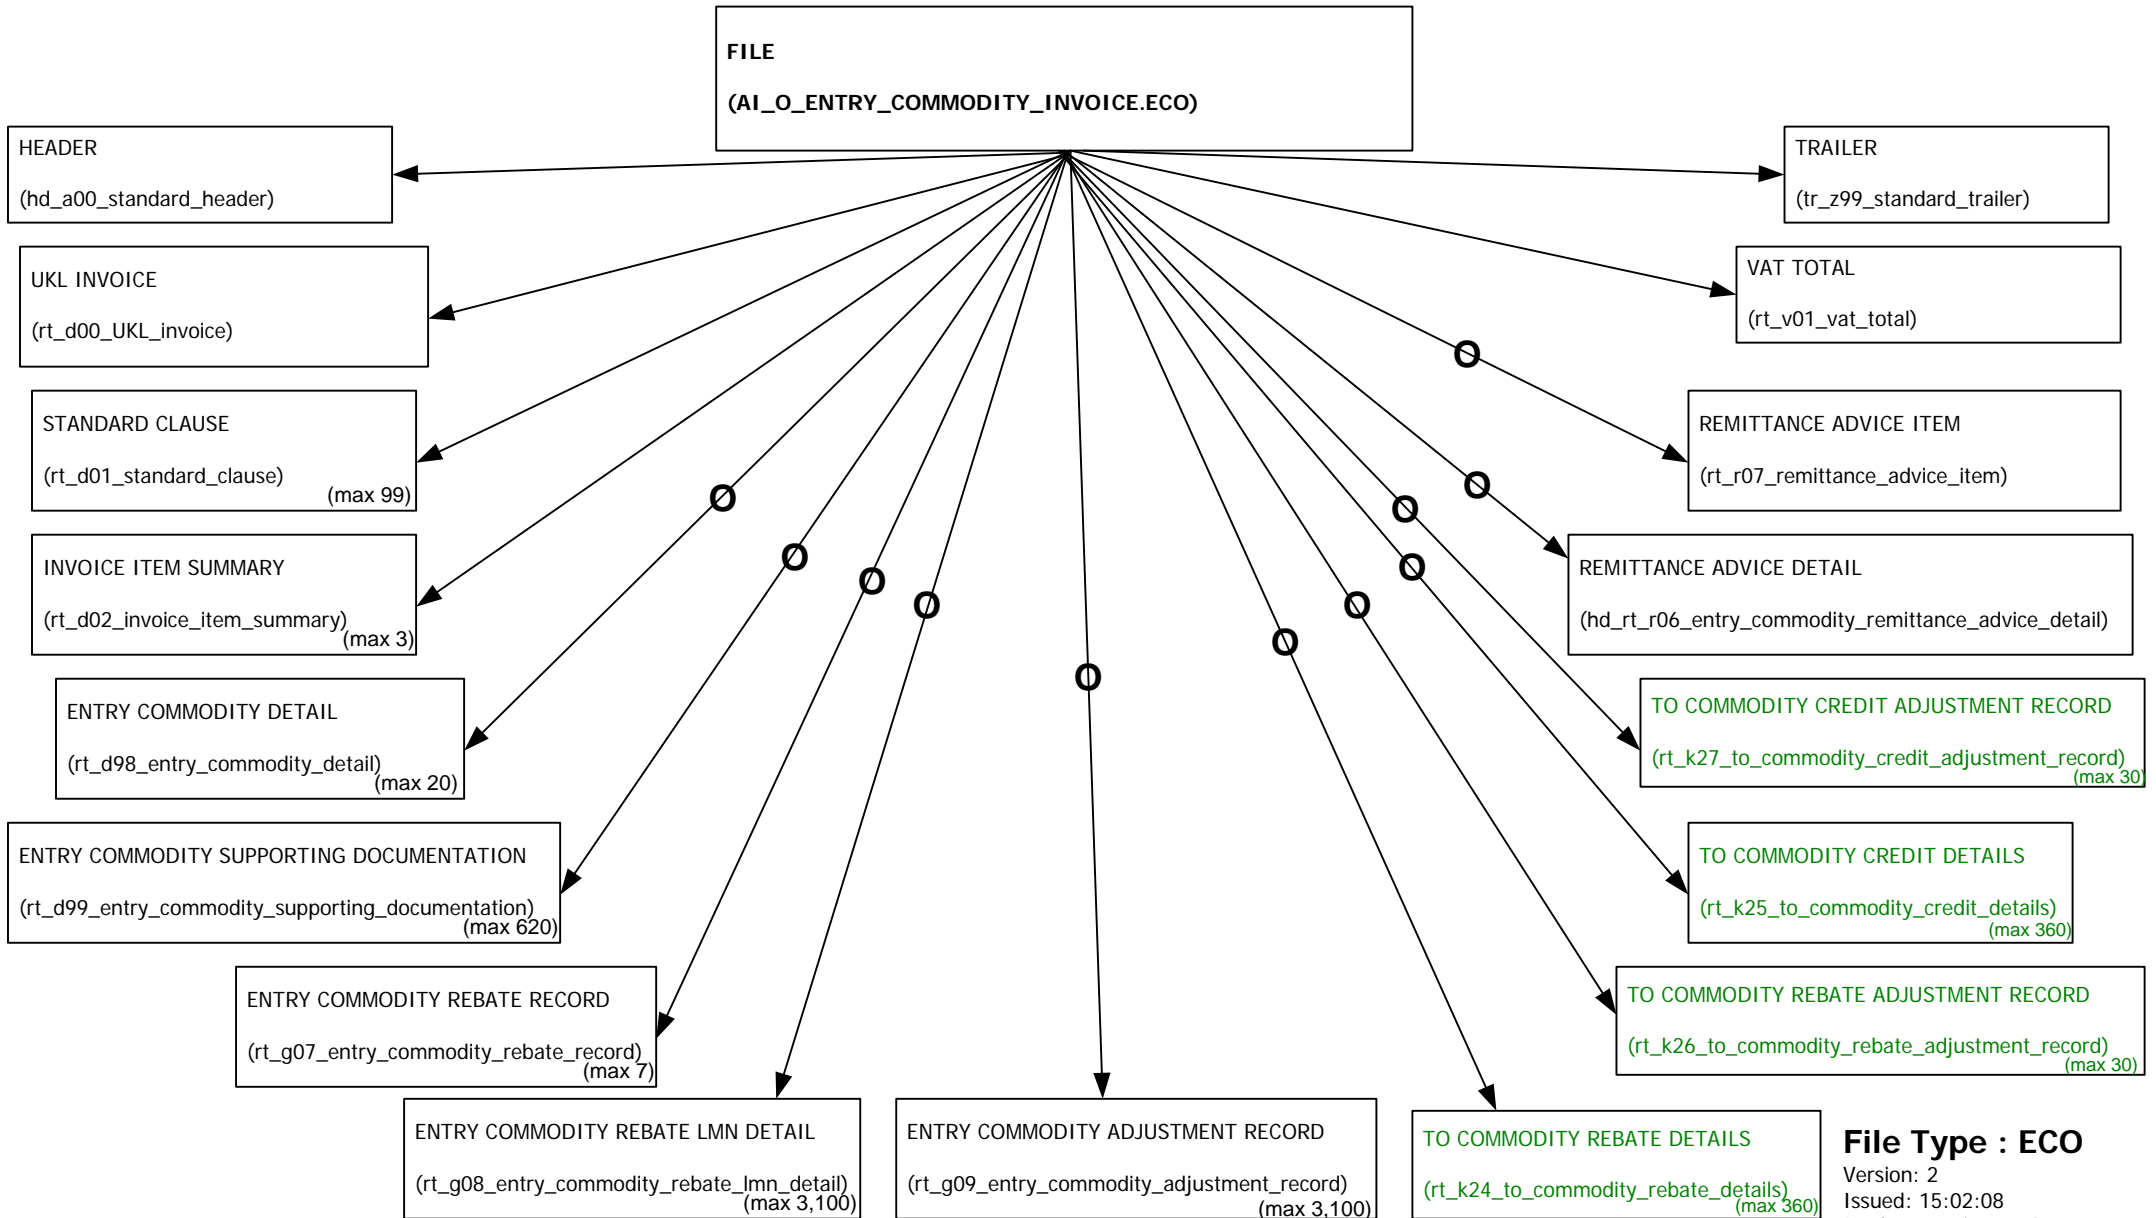 FILE
(AI_O_ENTRY_COMMODITY_INVOICE.ECO)
HEADER
(hd_a00_standard_header)
TRAILER
(tr_z99_standard_trailer)
UKL INVOICE
(rt_d00_UKL_invoice)
VAT TOTAL
(rt_v01_vat_total)
STANDARD CLAUSE
(rt_d01_standard_clause)
(max 99)
REMITTANCE ADVICE ITEM
(rt_r07_remittance_advice_item)
INVOICE ITEM SUMMARY
(rt_d02_invoice_item_summary)
(max 3)
REMITTANCE ADVICE DETAIL
(hd_rt_r06_entry_commodity_remittance_advice_detail)
ENTRY COMMODITY DETAIL
(rt_d98_entry_commodity_detail)
(max 20)
TO COMMODITY CREDIT ADJUSTMENT RECORD
(rt_k27_to_commodity_credit_adjustment_record)
(max 30)
ENTRY COMMODITY SUPPORTING DOCUMENTATION
(rt_d99_entry_commodity_supporting_documentation)
(max 620)
TO COMMODITY CREDIT DETAILS
(rt_k25_to_commodity_credit_details)
(max 360)
ENTRY COMMODITY REBATE RECORD
(rt_g07_entry_commodity_rebate_record)
(max 7)
TO COMMODITY REBATE ADJUSTMENT RECORD
(rt_k26_to_commodity_rebate_adjustment_record)
(max 30)
ENTRY COMMODITY REBATE LMN DETAIL
(rt_g08_entry_commodity_rebate_lmn_detail)
(max 3,100)
ENTRY COMMODITY ADJUSTMENT RECORD
(rt_g09_entry_commodity_adjustment_record)
(max 3,100)
TO COMMODITY REBATE DETAILS
(rt_k24_to_commodity_rebate_details)
(max 360)
File Type : ECO
Version: 2
Issued: 15:02:08
O
O
O
O
O
O
O
O
O
O
O